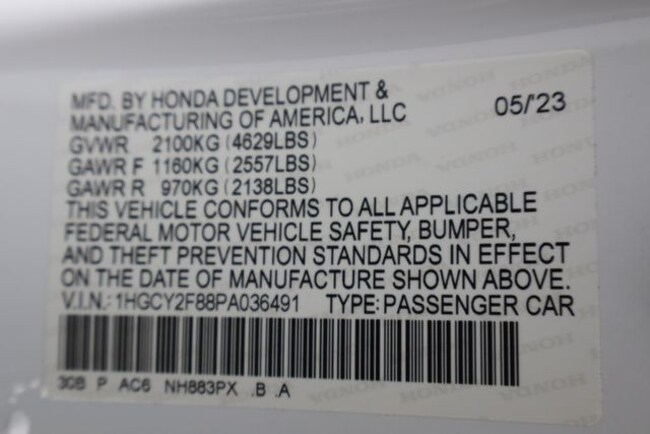 MFD. BY HONDA DEVELOPMENT &
MANUFACTURING OF AMERICA, LLC 05/'23
GVWR 2100KG (4629LBS)
GAWR F 1160KG (2557LBS)
GAWR R 970KG (2138LBS)
THIS VEHICLE CONFORMS TO ALL APPLICABLE
FEDERAL MOTOR VEHICLE SAFETY, BUMPER,
AND THEFT PREVENTION STANDARDS IN EFFECT
ON THE DATE OF MANUFACTURE SHOWN ABOVE.
V.I.N.: 1HGCY2F88PA036491 TYPE: PASSENGER CAR
30B P AC6 NH883PX .B .A